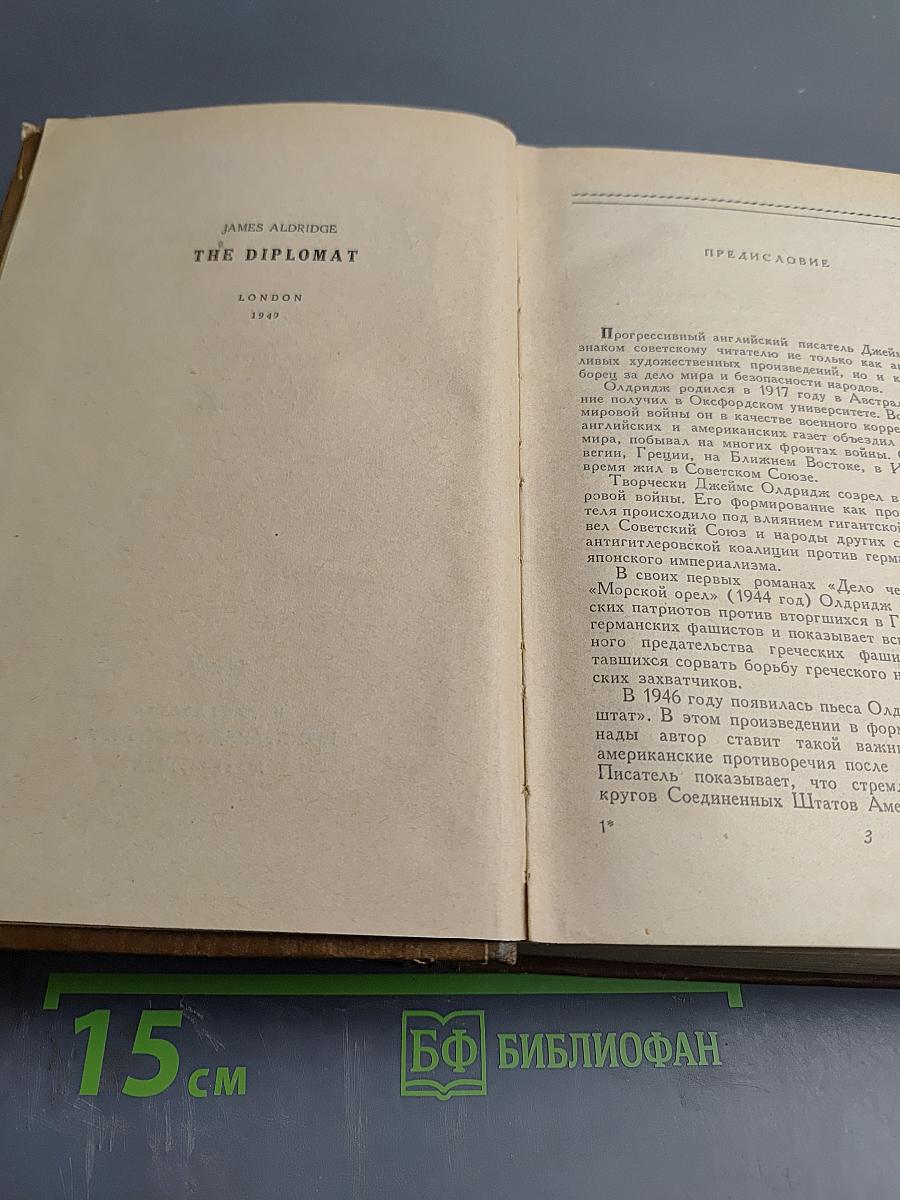 JAMES ALDRIDGE
THE DIPLOMAT
LONDON
1949
ПРЕДИСЛОВИЕ
Прогрессивный английский писатель Джейм
знаком советскому читателю не только как ав
ливых художественных произведений, но и к
борец за дело мира и безопасности народов.
Олдридж родился в 1917 году в Австрал
ние получил в Оксфордском университете. Во
мировой войны он в качестве военного корре
английских и американских газет объездил
мира, побывал на многих фронтах войны.
вегии, Греции, на Ближнем Востоке, в И
время жил в Советском Союзе.
Творчески Джеймс Олдридж созрел в
ровой войны. Его формирование как про
теля происходило под влиянием гигантской
вел Советский Союз и народы других с
антигитлеровской коалиции против герма
японского империализма.
В своих первых романах «Дело че
«Морской орел» (1944 год) Олдридж
ских патриотов против вторгшихся в Г
германских фашистов и показывает вс
ного предательства греческих фаши
тавшихся сорвать борьбу греческого н
ских захватчиков.
В 1946 году появилась пьеса Олд
штат». В этом произведении в фор
нады автор ставит такой важн
американские противоречия после
Писатель показывает, что стремл
кругов Соединенных Штатов Аме
1*
3
15 см
БФ БИБЛИОФАН